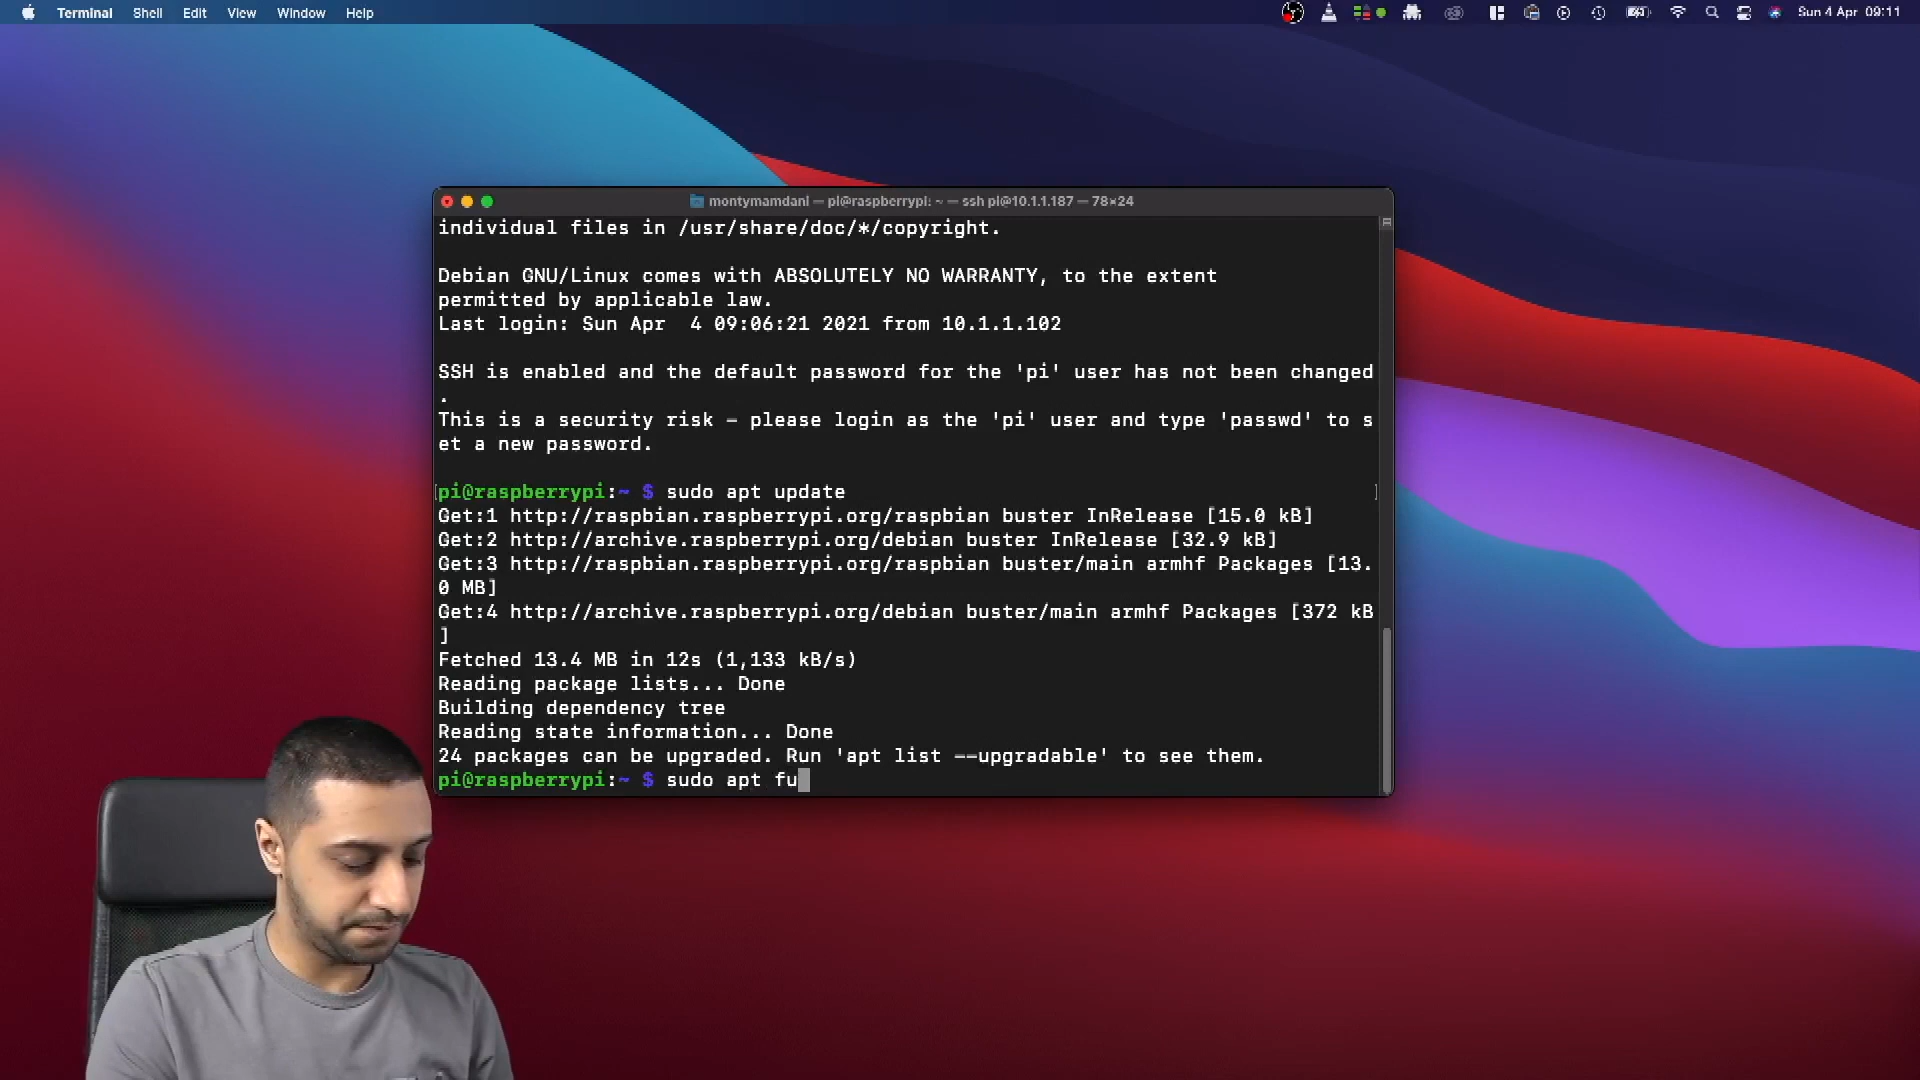 Terminal Shell Edit View Window Help Sun 4 Apr 09:11
montymamdani — pi@raspberrypi: ~ — ssh pi@10.1.1.187 — 78×24
individual files in /usr/share/doc/*/copyright.
Debian GNU/Linux comes with ABSOLUTELY NO WARRANTY, to the extent
permitted by applicable law.
Last login: Sun Apr  4 09:06:21 2021 from 10.1.1.102
SSH is enabled and the default password for the 'pi' user has not been changed
.
This is a security risk – please login as the 'pi' user and type 'passwd' to s
et a new password.
[pi@raspberrypi:~ $ sudo apt update ]
Get:1 http://raspbian.raspberrypi.org/raspbian buster InRelease [15.0 kB]
Get:2 http://archive.raspberrypi.org/debian buster InRelease [32.9 kB]
Get:3 http://raspbian.raspberrypi.org/raspbian buster/main armhf Packages [13.
0 MB]
Get:4 http://archive.raspberrypi.org/debian buster/main armhf Packages [372 kB
]
Fetched 13.4 MB in 12s (1,133 kB/s)
Reading package lists... Done
Building dependency tree
Reading state information... Done
24 packages can be upgraded. Run 'apt list --upgradable' to see them.
pi@raspberrypi:~ $ sudo apt fu